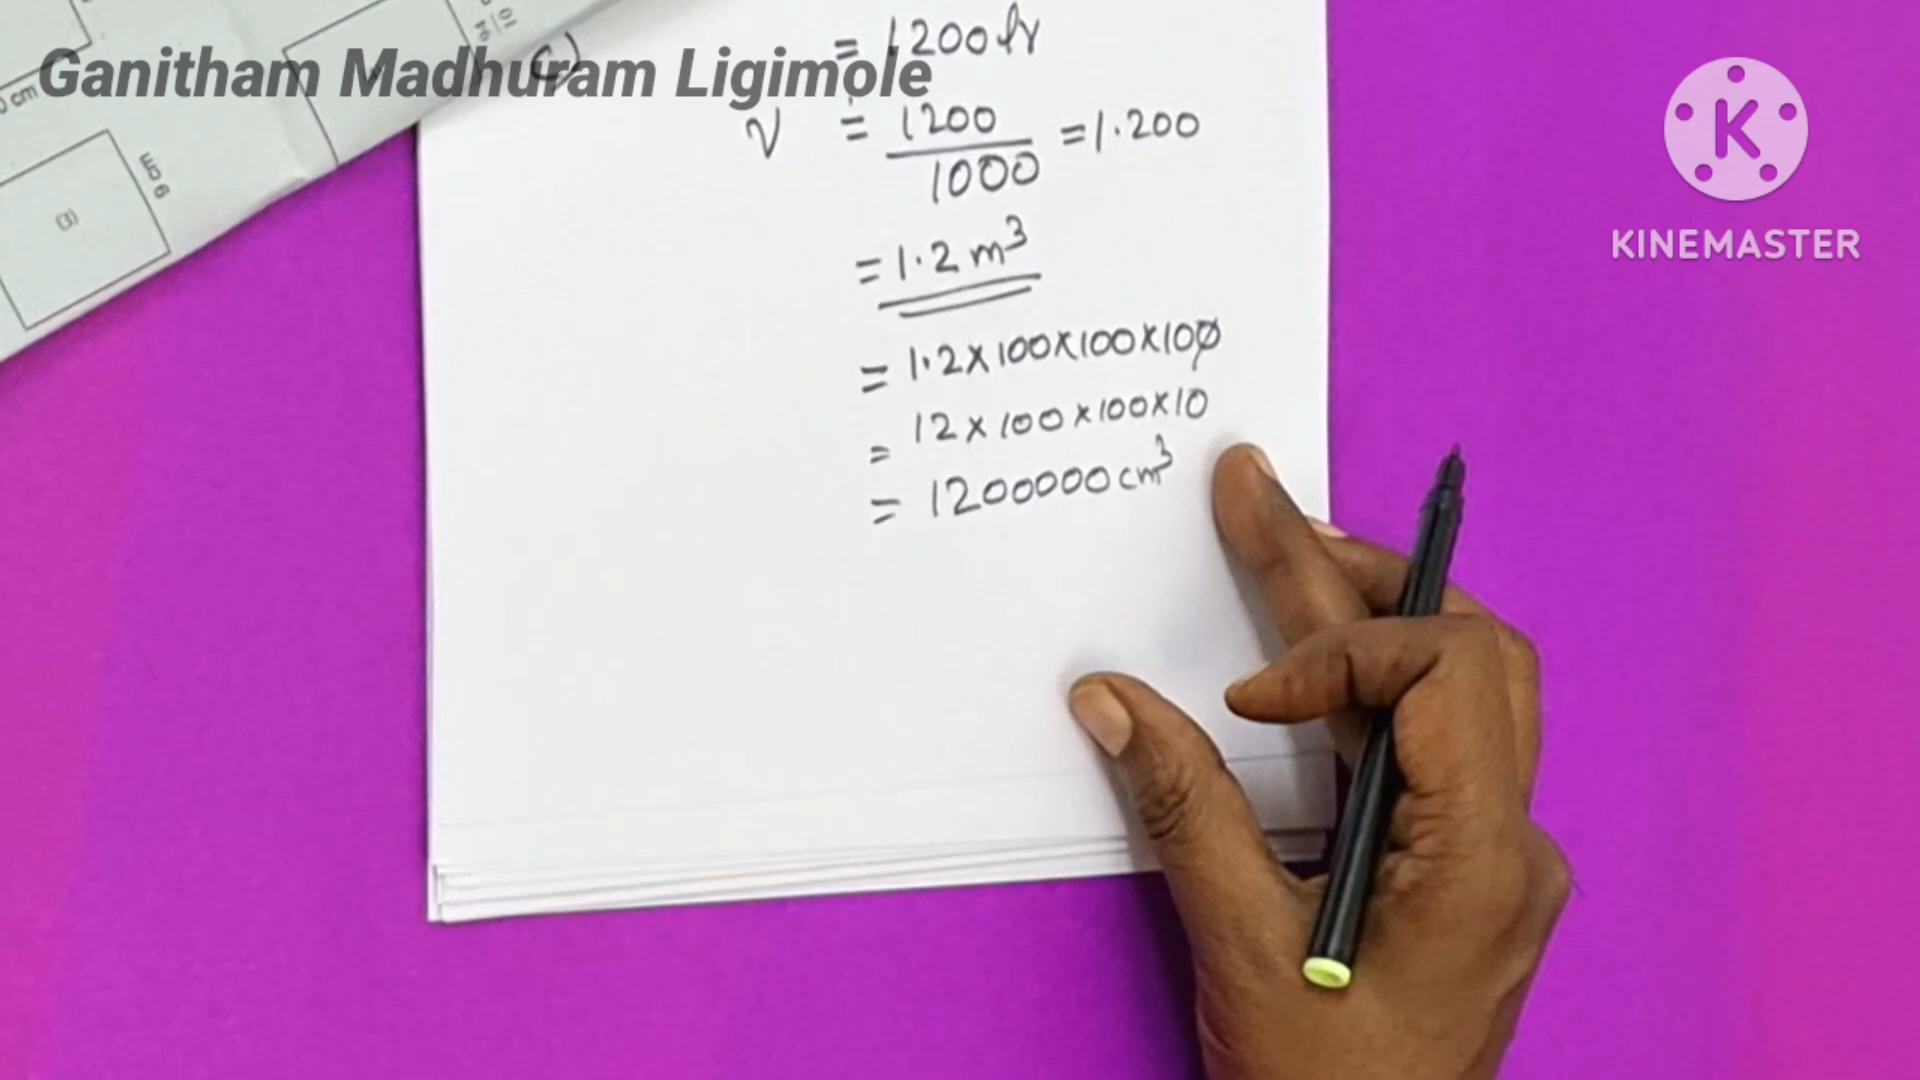 Ganitham Madhuram Ligimole
c)
= 1200 lr
V = 1200/1000 = 1.200
= 1.2 m³
= 1.2×100×100×100
= 12×100×100×10
= 1200000 cm³
9 cm
(3)
cm
K
KINEMASTER